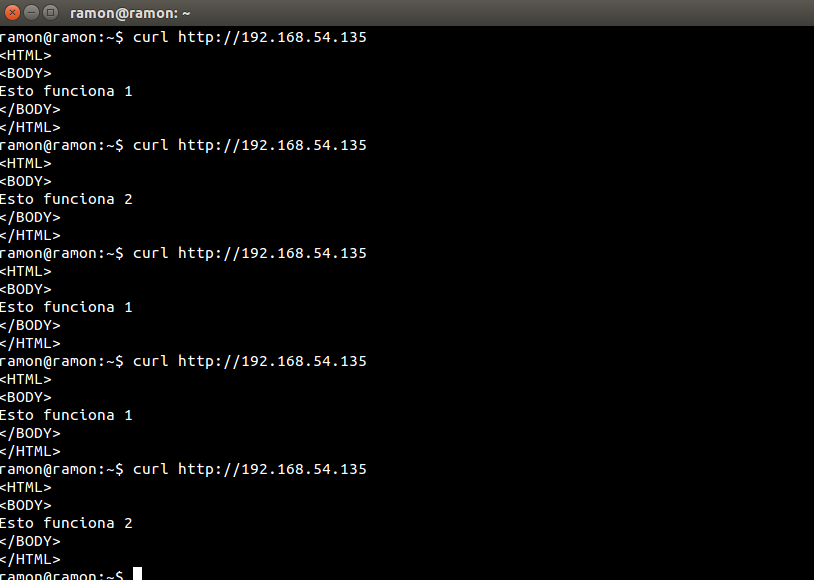 ramon@ramon: ~
ramon@ramon:~$ curl http://192.168.54.135
<HTML>
<BODY>
Esto funciona 1
</BODY>
</HTML>
ramon@ramon:~$ curl http://192.168.54.135
<HTML>
<BODY>
Esto funciona 2
</BODY>
</HTML>
ramon@ramon:~$ curl http://192.168.54.135
<HTML>
<BODY>
Esto funciona 1
</BODY>
</HTML>
ramon@ramon:~$ curl http://192.168.54.135
<HTML>
<BODY>
Esto funciona 1
</BODY>
</HTML>
ramon@ramon:~$ curl http://192.168.54.135
<HTML>
<BODY>
Esto funciona 2
</BODY>
</HTML>
ramon@ramon:~$